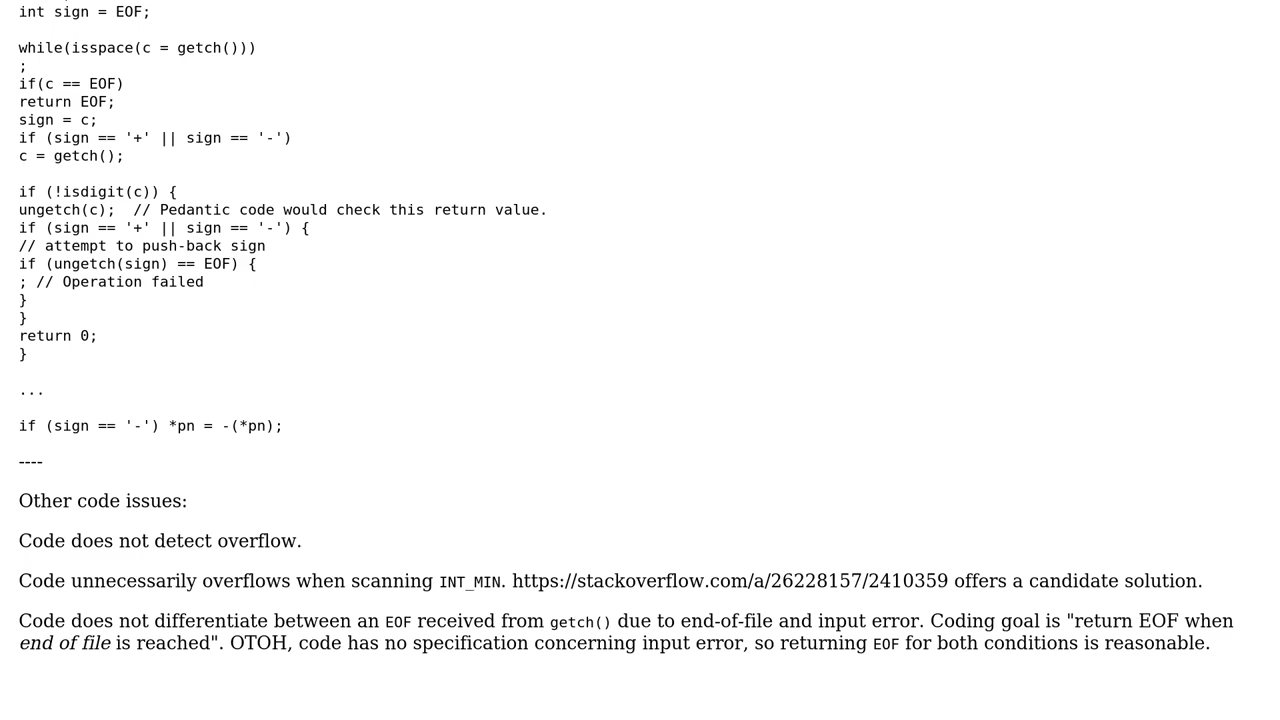 int sign = EOF;
while(isspace(c = getch()))
;
if(c == EOF)
return EOF;
sign = c;
if (sign == '+' || sign == '-')
c = getch();
if (!isdigit(c)) {
ungetch(c);  // Pedantic code would check this return value.
if (sign == '+' || sign == '-') {
// attempt to push-back sign
if (ungetch(sign) == EOF) {
; // Operation failed
}
}
return 0;
}
...
if (sign == '-') *pn = -(*pn);
----
Other code issues:
Code does not detect overflow.
Code unnecessarily overflows when scanning INT_MIN. https://stackoverflow.com/a/26228157/2410359 offers a candidate solution.
Code does not differentiate between an EOF received from getch() due to end-of-file and input error. Coding goal is "return EOF when
end of file is reached". OTOH, code has no specification concerning input error, so returning EOF for both conditions is reasonable.